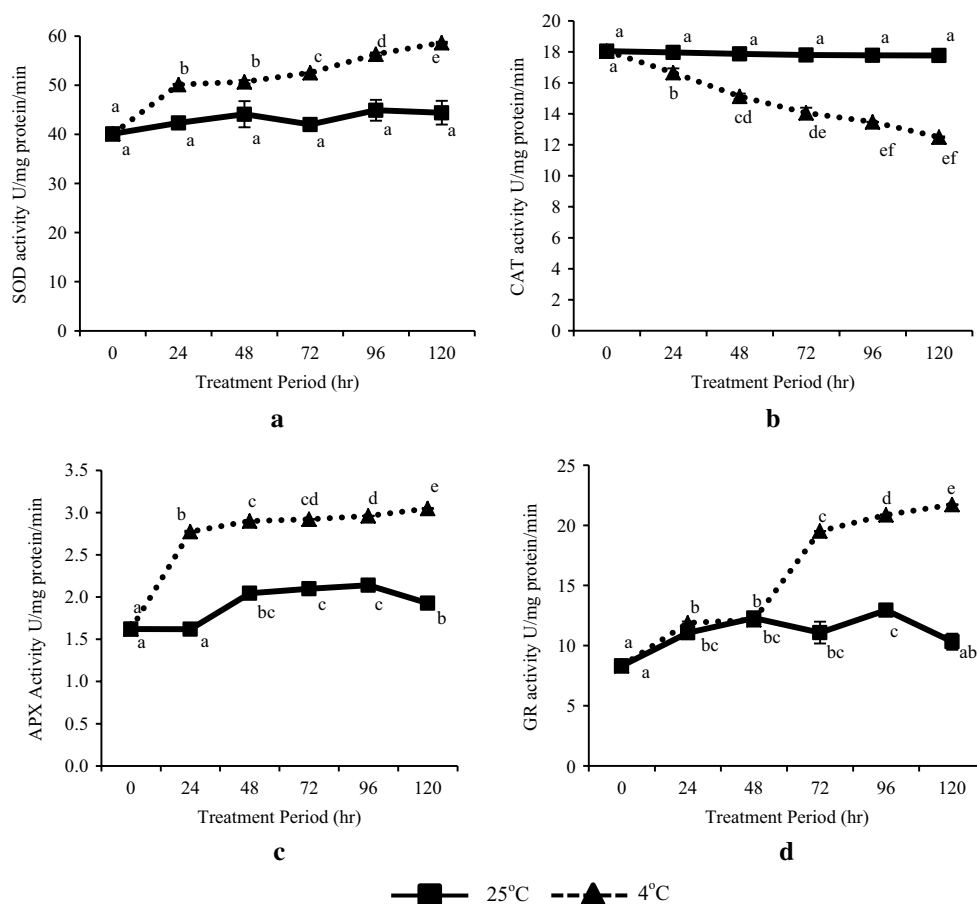 60
50
40
30
20
10
0
SOD activity U/mg protein/min
a
b
b
c
d
e
a
a
a
a
a
a
0 24 48 72 96 120
Treatment Period (hr)
a
20
18
16
14
12
10
8
6
4
2
0
CAT activity U/mg protein/min
a
a
a
a
a
a
a
b
cd
de
ef
ef
0 24 48 72 96 120
Treatment Period (hr)
b
3.5
3.0
2.5
2.0
1.5
1.0
0.5
0.0
APX Activity U/mg protein/min
a
b
c
cd
d
e
a
a
bc
c
c
b
0 24 48 72 96 120
Treatment Period (hr)
c
25
20
15
10
5
0
GR activity U/mg protein/min
a
b
b
c
d
e
a
bc
bc
bc
c
ab
0 24 48 72 96 120
Treatment Period (hr)
d
25°C 4°C